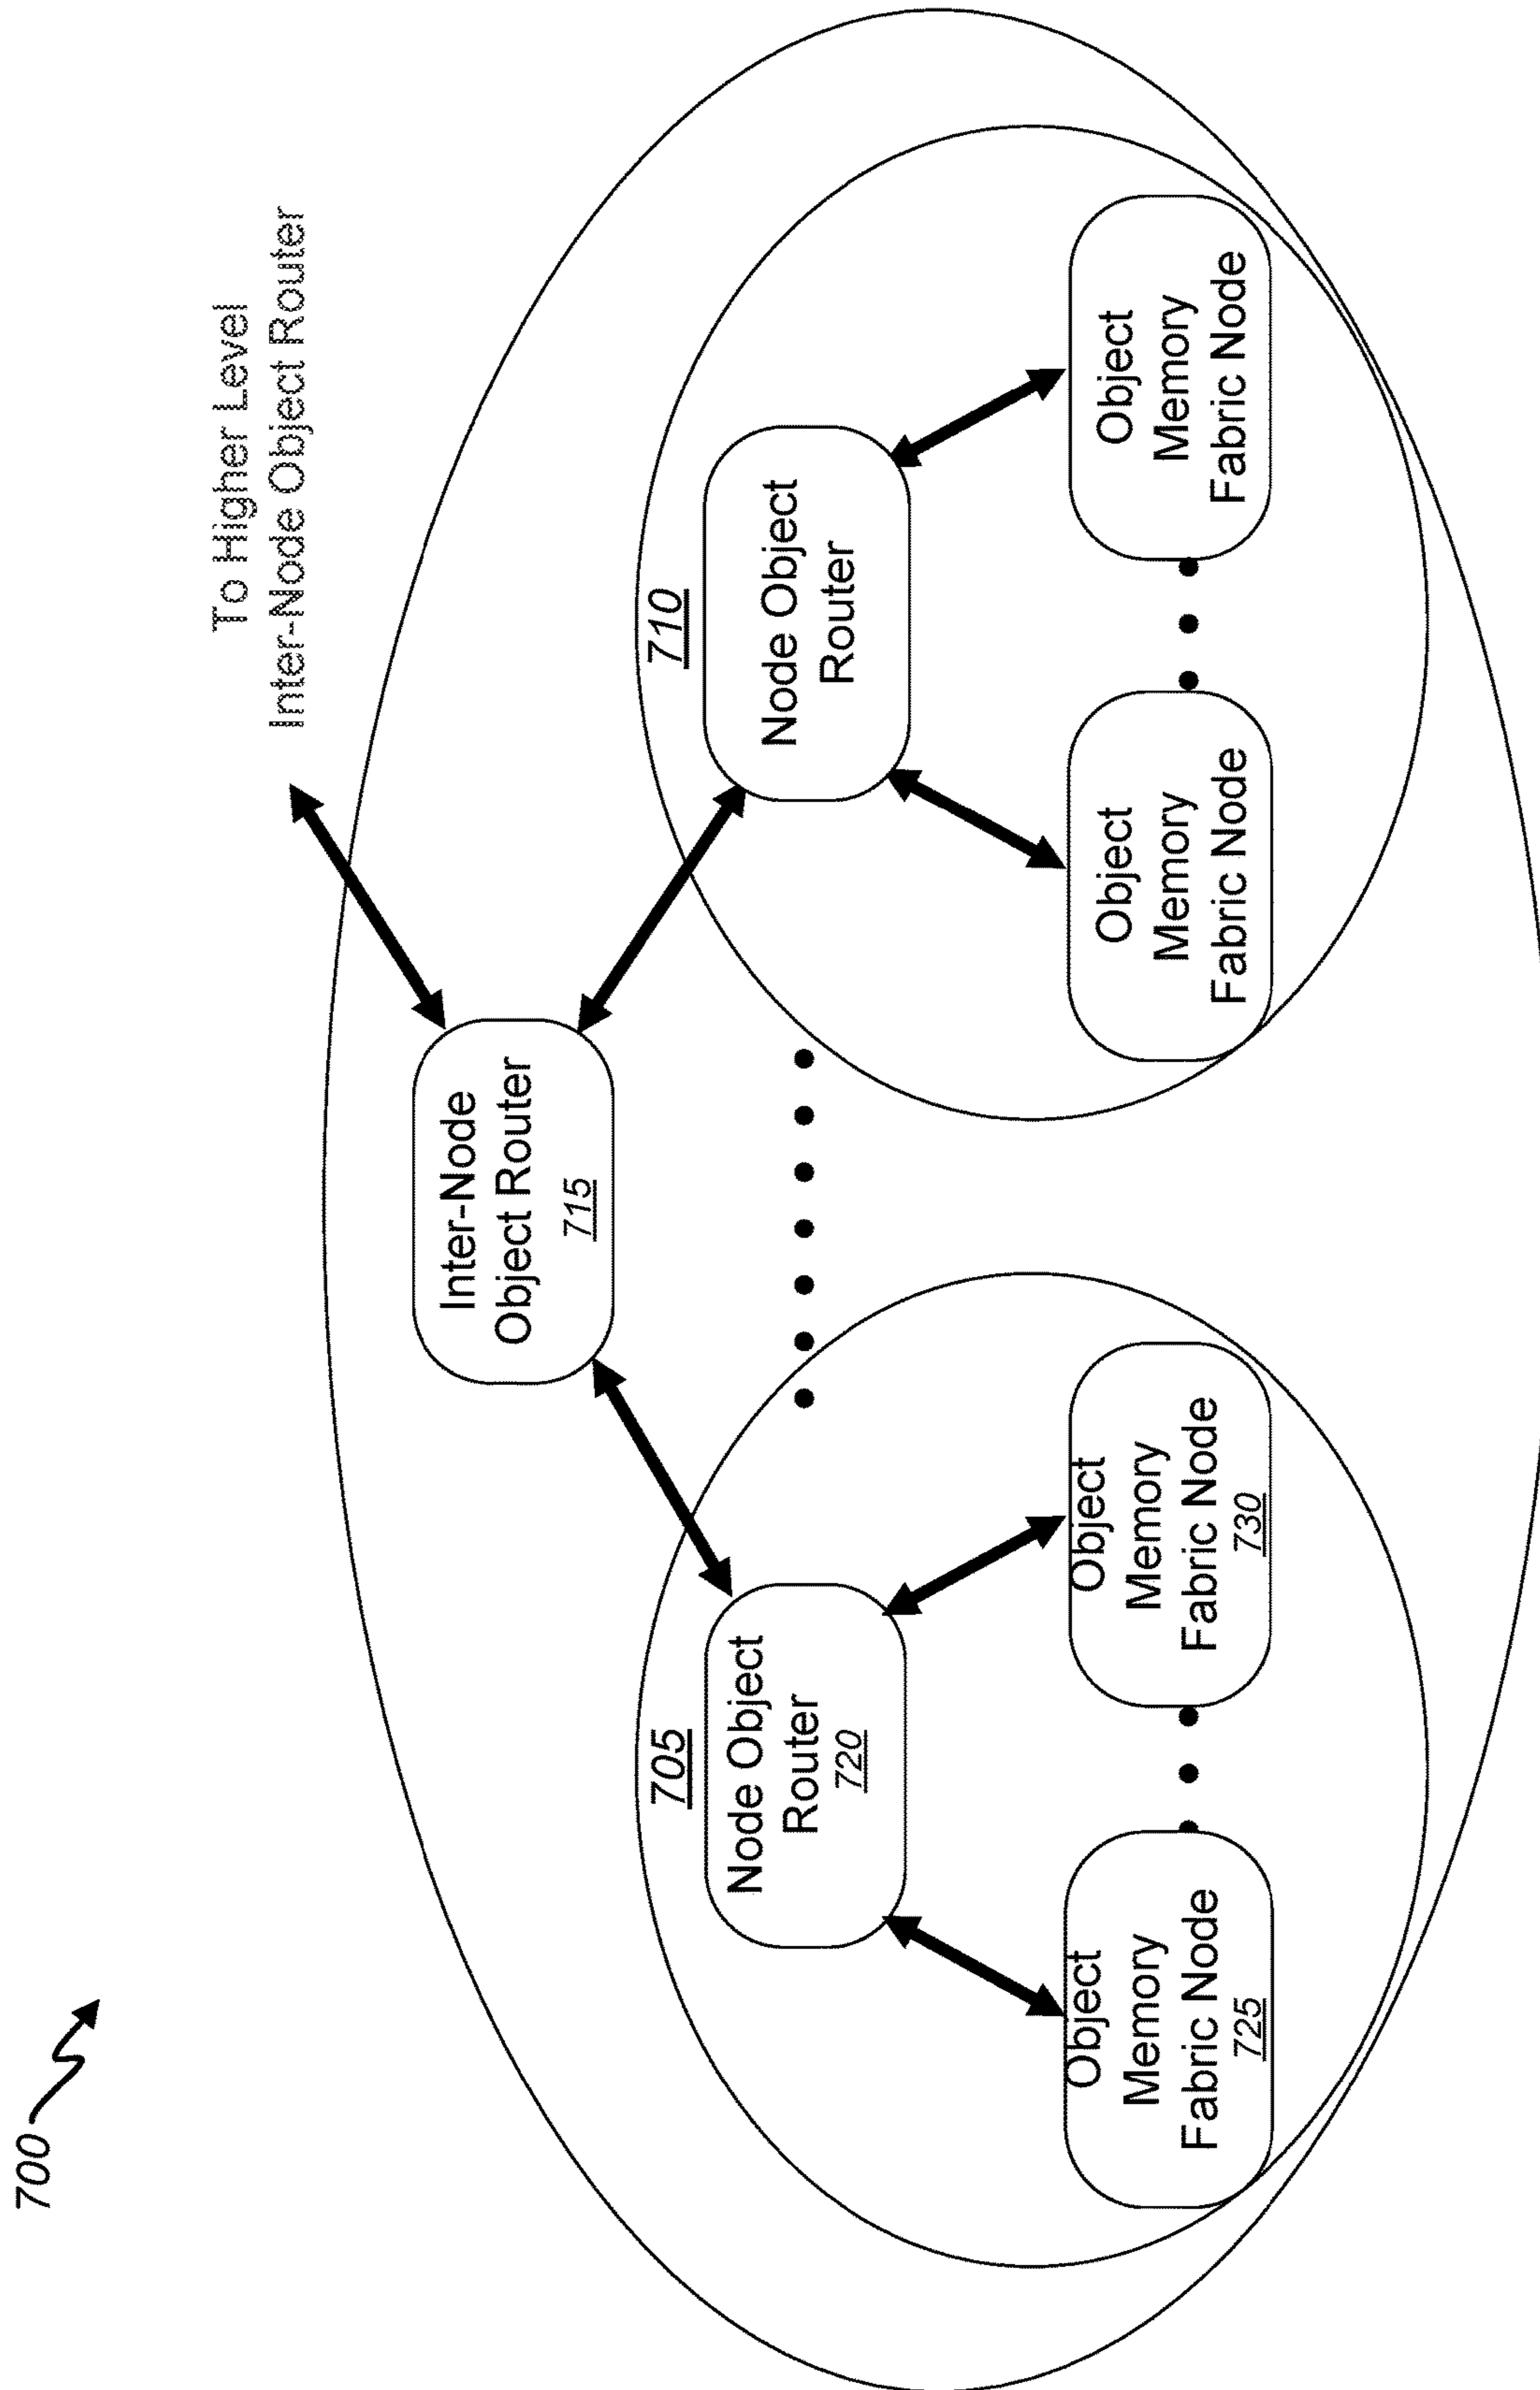 700
To Higher Level
Inter-Node Object Router
Inter-Node
Object Router
715
705
Node Object
Router
720
710
Node Object
Router
Object
Memory
Fabric Node
725
Object
Memory
Fabric Node
730
Object
Memory
Fabric Node
Object
Memory
Fabric Node